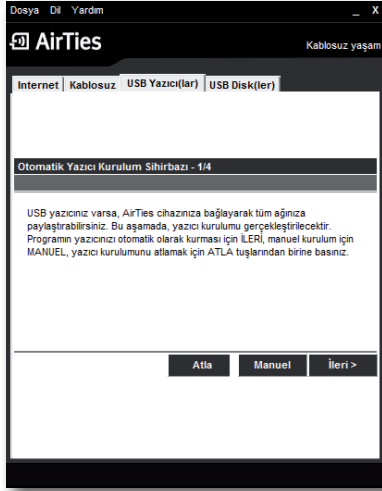 Dosya Dil Yardım _ X
AirTies Kablosuz yaşam
Internet Kablosuz USB Yazıcı(lar) USB Disk(ler)
Otomatik Yazıcı Kurulum Sihirbazı - 1/4
USB yazıcınız varsa, AirTies cihazınıza bağlayarak tüm ağınıza
paylaştırabilirsiniz. Bu aşamada, yazıcı kurulumu gerçekleştirilecektir.
Programın yazıcınızı otomatik olarak kurması için İLERİ, manuel kurulum için
MANUEL, yazıcı kurulumunu atlamak için ATLA tuşlarından birine basınız.
Atla Manuel İleri >